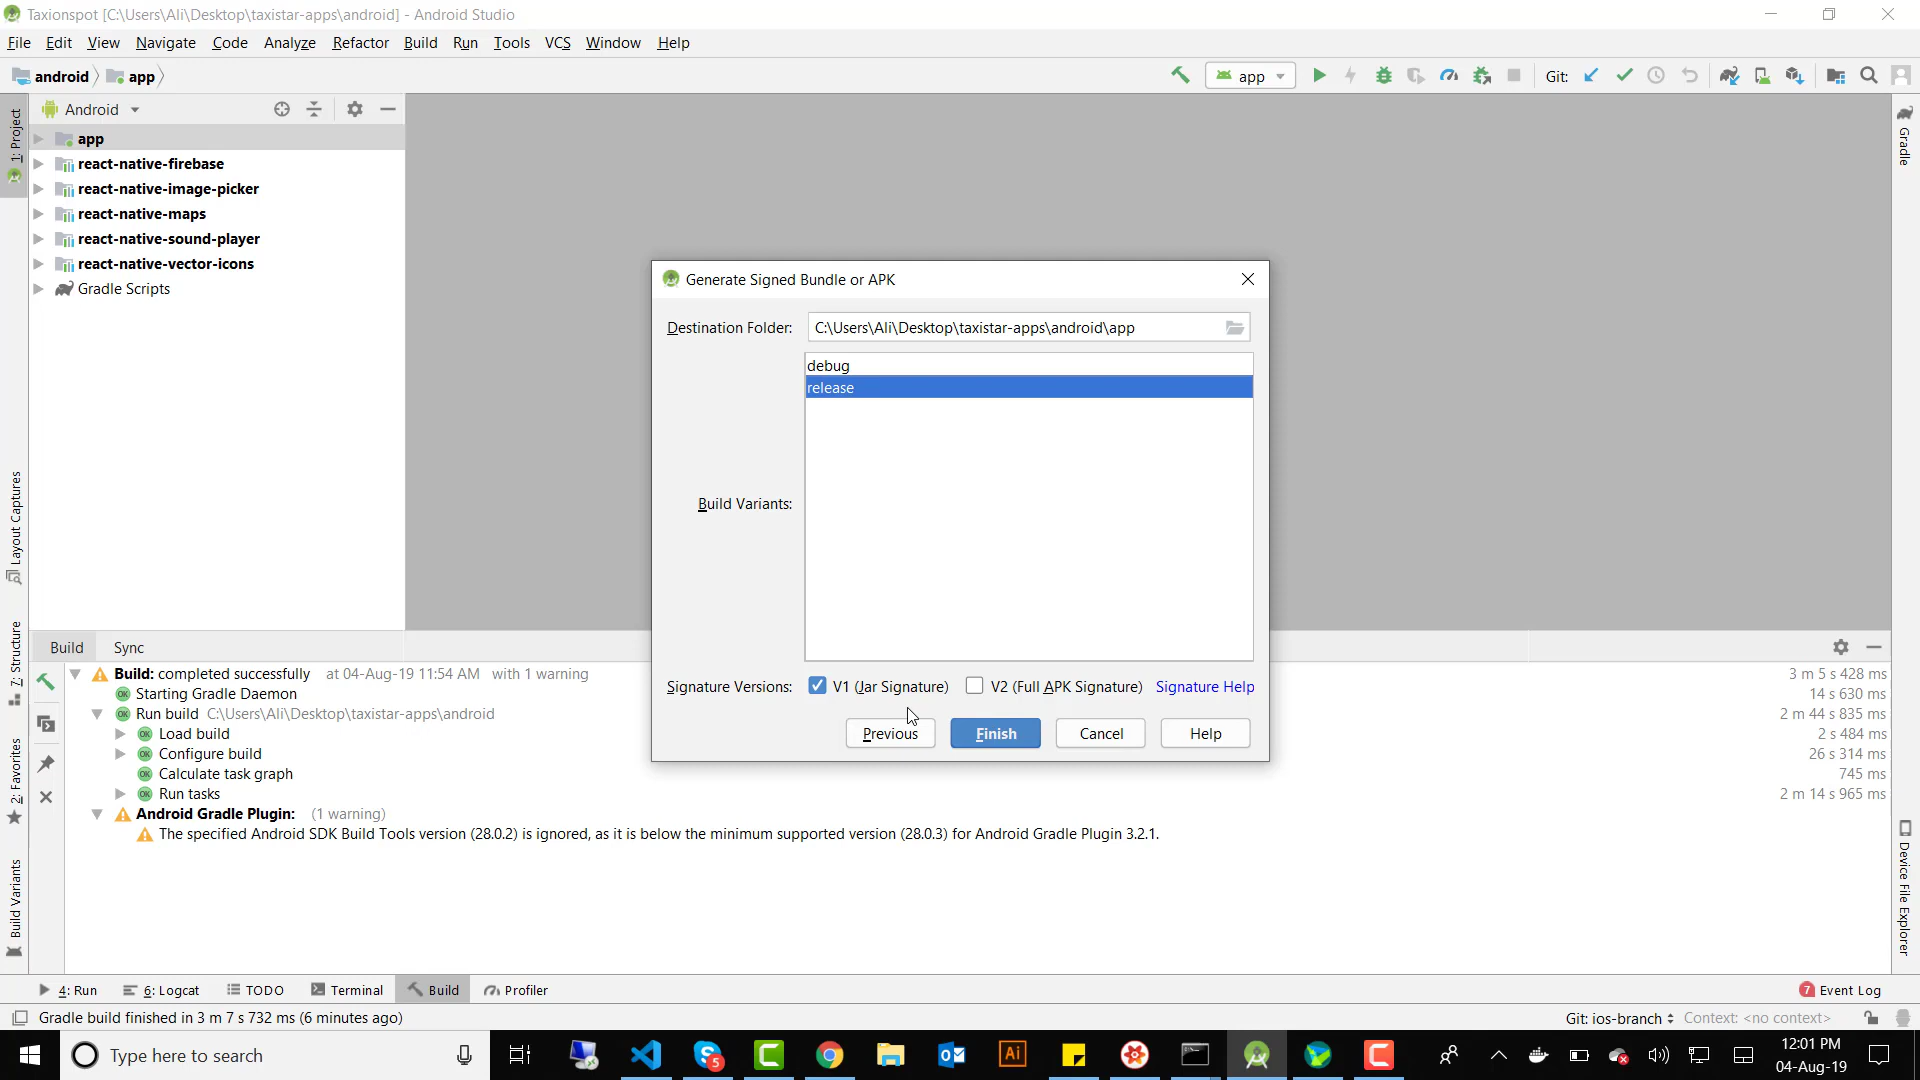 Taxionspot [C:\Users\Ali\Desktop\taxistar-apps\android] - Android Studio
File Edit View Navigate Code Analyze Refactor Build Run Tools VCS Window Help
android app
app
Git:
Android
1: Project
Gradle
app
react-native-firebase
react-native-image-picker
react-native-maps
react-native-sound-player
react-native-vector-icons
Gradle Scripts
Generate Signed Bundle or APK
Destination Folder: C:\Users\Ali\Desktop\taxistar-apps\android\app
debug
release
Build Variants:
Signature Versions: V1 (Jar Signature) V2 (Full APK Signature) Signature Help
Previous Finish Cancel Help
Layout Captures
7: Structure
2: Favorites
Build Variants
Device File Explorer
Build Sync
Build: completed successfully at 04-Aug-19 11:54 AM with 1 warning 3 m 5 s 428 ms
Starting Gradle Daemon 14 s 630 ms
Run build C:\Users\Ali\Desktop\taxistar-apps\android 2 m 44 s 835 ms
Load build 2 s 484 ms
Configure build 26 s 314 ms
Calculate task graph 745 ms
Run tasks 2 m 14 s 965 ms
Android Gradle Plugin: (1 warning)
The specified Android SDK Build Tools version (28.0.2) is ignored, as it is below the minimum supported version (28.0.3) for Android Gradle Plugin 3.2.1.
4: Run 6: Logcat TODO Terminal Build Profiler 7 Event Log
Gradle build finished in 3 m 7 s 732 ms (6 minutes ago) Git: ios-branch Context: <no context>
Type here to search
5
Ai
12:01 PM
04-Aug-19